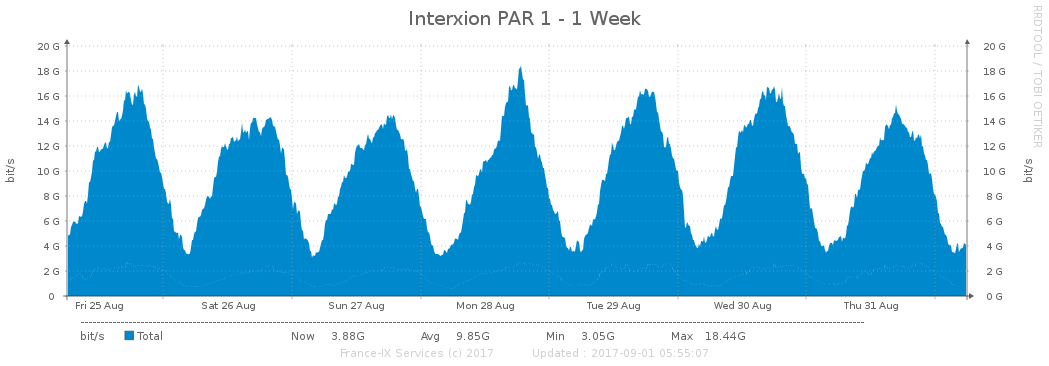 Interxion PAR 1 - 1 Week
RRDTOOL / TOBI OETIKER
20 G 20 G
18 G 18 G
16 G 16 G
14 G 14 G
12 G 12 G
10 G 10 G
8 G 8 G
6 G 6 G
4 G 4 G
2 G 2 G
0 0 G
bit/s
bit/s
Fri 25 Aug Sat 26 Aug Sun 27 Aug Mon 28 Aug Tue 29 Aug Wed 30 Aug Thu 31 Aug
bit/s Total Now 3.88G Avg 9.85G Min 3.05G Max 18.44G
France-IX Services (c) 2017 Updated : 2017-09-01 05:55:07